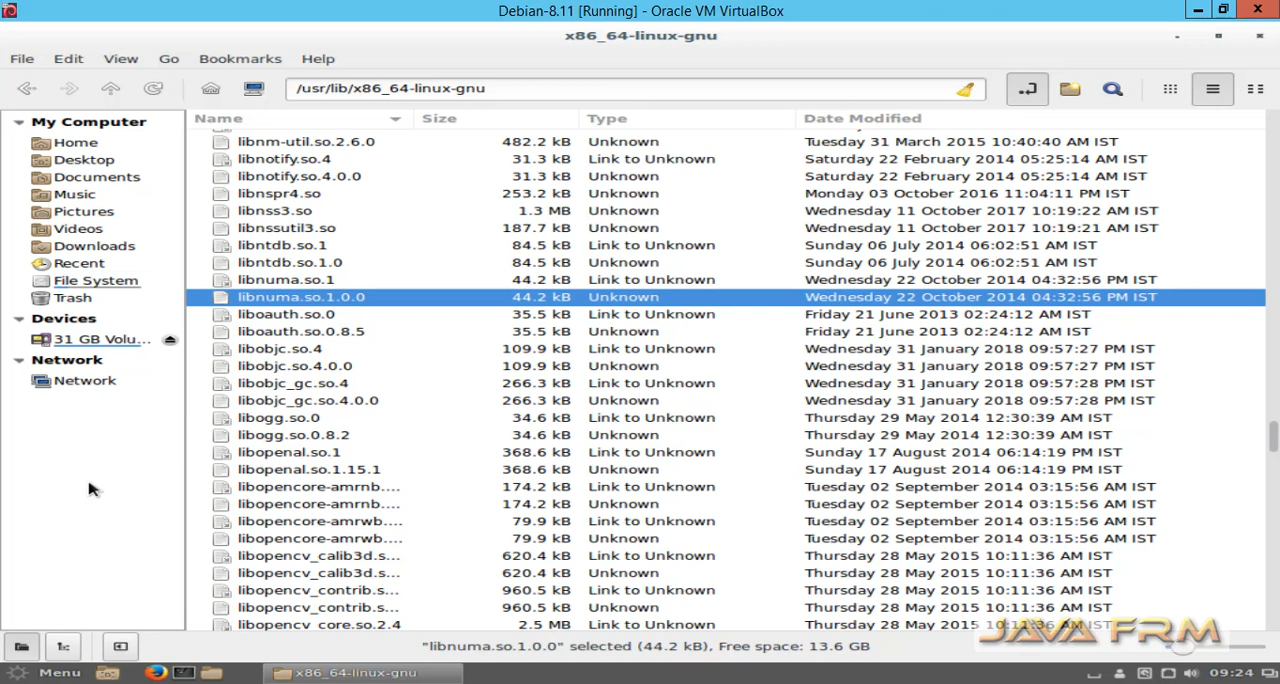 Debian-8.11 [Running] - Oracle VM VirtualBox
x86_64-linux-gnu
File Edit View Go Bookmarks Help
/usr/lib/x86_64-linux-gnu
My Computer
Home
Desktop
Documents
Music
Pictures
Videos
Downloads
Recent
File System
Trash
Devices
31 GB Volu...
Network
Network
Name Size Type Date Modified
libnm-util.so.2.6.0 482.2 kB Unknown Tuesday 31 March 2015 10:40:40 AM IST
libnotify.so.4 31.3 kB Link to Unknown Saturday 22 February 2014 05:25:14 AM IST
libnotify.so.4.0.0 31.3 kB Unknown Saturday 22 February 2014 05:25:14 AM IST
libnspr4.so 253.2 kB Unknown Monday 03 October 2016 11:04:11 PM IST
libnss3.so 1.3 MB Unknown Wednesday 11 October 2017 10:19:22 AM IST
libnssutil3.so 187.7 kB Unknown Wednesday 11 October 2017 10:19:21 AM IST
libntdb.so.1 84.5 kB Link to Unknown Sunday 06 July 2014 06:02:51 AM IST
libntdb.so.1.0 84.5 kB Unknown Sunday 06 July 2014 06:02:51 AM IST
libnuma.so.1 44.2 kB Link to Unknown Wednesday 22 October 2014 04:32:56 PM IST
libnuma.so.1.0.0 44.2 kB Unknown Wednesday 22 October 2014 04:32:56 PM IST
liboauth.so.0 35.5 kB Link to Unknown Friday 21 June 2013 02:24:12 AM IST
liboauth.so.0.8.5 35.5 kB Unknown Friday 21 June 2013 02:24:12 AM IST
libobjc.so.4 109.9 kB Link to Unknown Wednesday 31 January 2018 09:57:27 PM IST
libobjc.so.4.0.0 109.9 kB Unknown Wednesday 31 January 2018 09:57:27 PM IST
libobjc_gc.so.4 266.3 kB Link to Unknown Wednesday 31 January 2018 09:57:28 PM IST
libobjc_gc.so.4.0.0 266.3 kB Unknown Wednesday 31 January 2018 09:57:28 PM IST
libogg.so.0 34.6 kB Link to Unknown Thursday 29 May 2014 12:30:39 AM IST
libogg.so.0.8.2 34.6 kB Unknown Thursday 29 May 2014 12:30:39 AM IST
libopenal.so.1 368.6 kB Link to Unknown Sunday 17 August 2014 06:14:19 PM IST
libopenal.so.1.15.1 368.6 kB Unknown Sunday 17 August 2014 06:14:19 PM IST
libopencore-amrnb.... 174.2 kB Link to Unknown Tuesday 02 September 2014 03:15:56 AM IST
libopencore-amrnb.... 174.2 kB Unknown Tuesday 02 September 2014 03:15:56 AM IST
libopencore-amrwb.... 79.9 kB Link to Unknown Tuesday 02 September 2014 03:15:56 AM IST
libopencore-amrwb.... 79.9 kB Unknown Tuesday 02 September 2014 03:15:56 AM IST
libopencv_calib3d.s... 620.4 kB Link to Unknown Thursday 28 May 2015 10:11:36 AM IST
libopencv_calib3d.s... 620.4 kB Unknown Thursday 28 May 2015 10:11:36 AM IST
libopencv_contrib.s... 960.5 kB Link to Unknown Thursday 28 May 2015 10:11:36 AM IST
libopencv_contrib.s... 960.5 kB Unknown Thursday 28 May 2015 10:11:36 AM IST
libopencv_core.so.2.4 2.5 MB Link to Unknown Thursday 28 May 2015 10:11:36 AM IST
JAVA FRM
"libnuma.so.1.0.0" selected (44.2 kB), Free space: 13.6 GB
Menu x86_64-linux-gnu 09:24